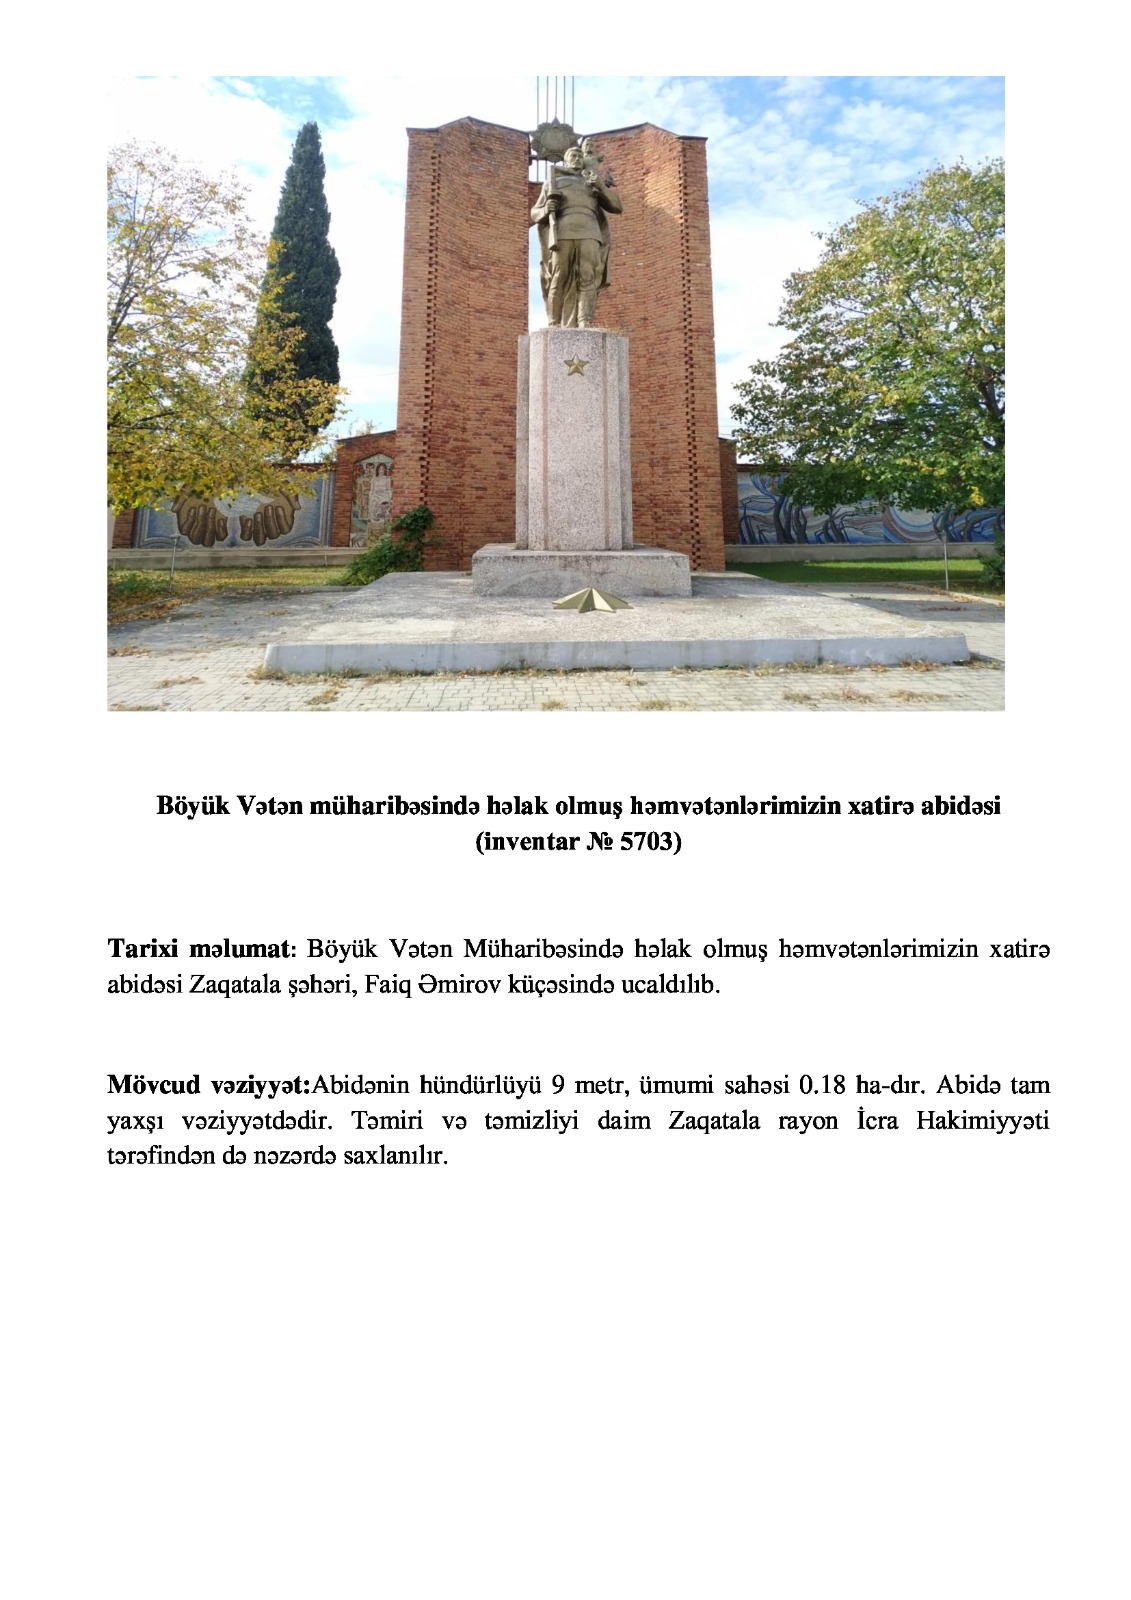 Böyük Vətən müharibəsində həlak olmuş həmvətənlərimizin xatirə abidəsi
(inventar № 5703)
Tarixi məlumat: Böyük Vətən Müharibəsində həlak olmuş həmvətənlərimizin xatirə
abidəsi Zaqatala şəhəri, Faiq Əmirov küçəsində ucaldılıb.
Mövcud vəziyyət:Abidənin hündürlüyü 9 metr, ümumi sahəsi 0.18 ha-dır. Abidə tam
yaxşı vəziyyətdədir. Təmiri və təmizliyi daim Zaqatala rayon İcra Hakimiyyəti
tərəfindən də nəzərdə saxlanılır.